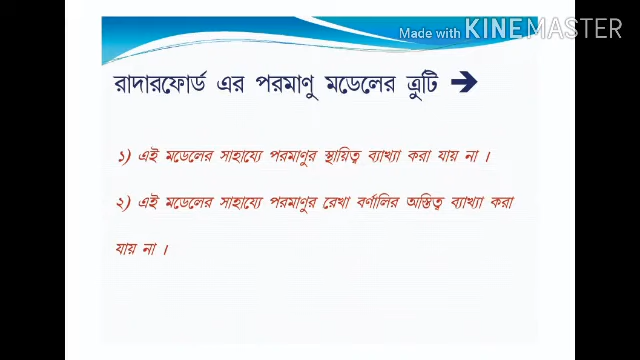 Made with KINEMASTER
রাদারফোর্ড এর পরমাণু মডেলের ত্রুটি ➔
১) এই মডেলের সাহায্যে পরমাণুর স্থায়িত্ব ব্যাখ্যা করা যায় না ।
২) এই মডেলের সাহায্যে পরমাণুর রেখা বর্ণালির অস্তিত্ব ব্যাখ্যা করা
যায় না ।